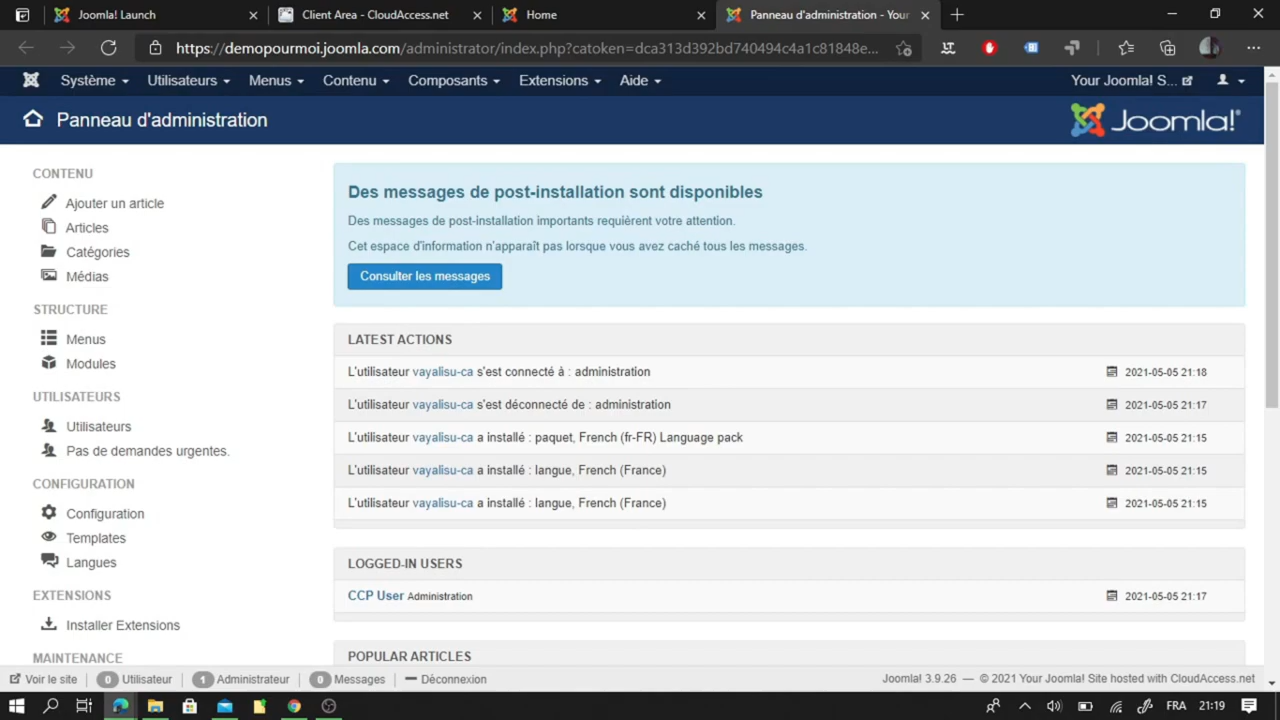 Joomla! Launch
Client Area - CloudAccess.net
Home
Panneau d'administration - Your
https://demopourmoi.joomla.com/administrator/index.php?catoken=dca313d392bd740494c4a1c81848e...
Système
Utilisateurs
Menus
Contenu
Composants
Extensions
Aide
Your Joomla! S...
Panneau d'administration
Joomla!®
CONTENU
Ajouter un article
Articles
Catégories
Médias
STRUCTURE
Menus
Modules
UTILISATEURS
Utilisateurs
Pas de demandes urgentes.
CONFIGURATION
Configuration
Templates
Langues
EXTENSIONS
Installer Extensions
MAINTENANCE
Des messages de post-installation sont disponibles
Des messages de post-installation importants requièrent votre attention.
Cet espace d'information n'apparaît pas lorsque vous avez caché tous les messages.
Consulter les messages
LATEST ACTIONS
L'utilisateur vayalisu-ca s'est connecté à : administration 2021-05-05 21:18
L'utilisateur vayalisu-ca s'est déconnecté de : administration 2021-05-05 21:17
L'utilisateur vayalisu-ca a installé : paquet, French (fr-FR) Language pack 2021-05-05 21:15
L'utilisateur vayalisu-ca a installé : langue, French (France) 2021-05-05 21:15
L'utilisateur vayalisu-ca a installé : langue, French (France) 2021-05-05 21:15
LOGGED-IN USERS
CCP User Administration 2021-05-05 21:17
POPULAR ARTICLES
Voir le site
0 Utilisateur
1 Administrateur
0 Messages
Déconnexion
Joomla! 3.9.26 — © 2021 Your Joomla! Site hosted with CloudAccess.net
FRA
21:19